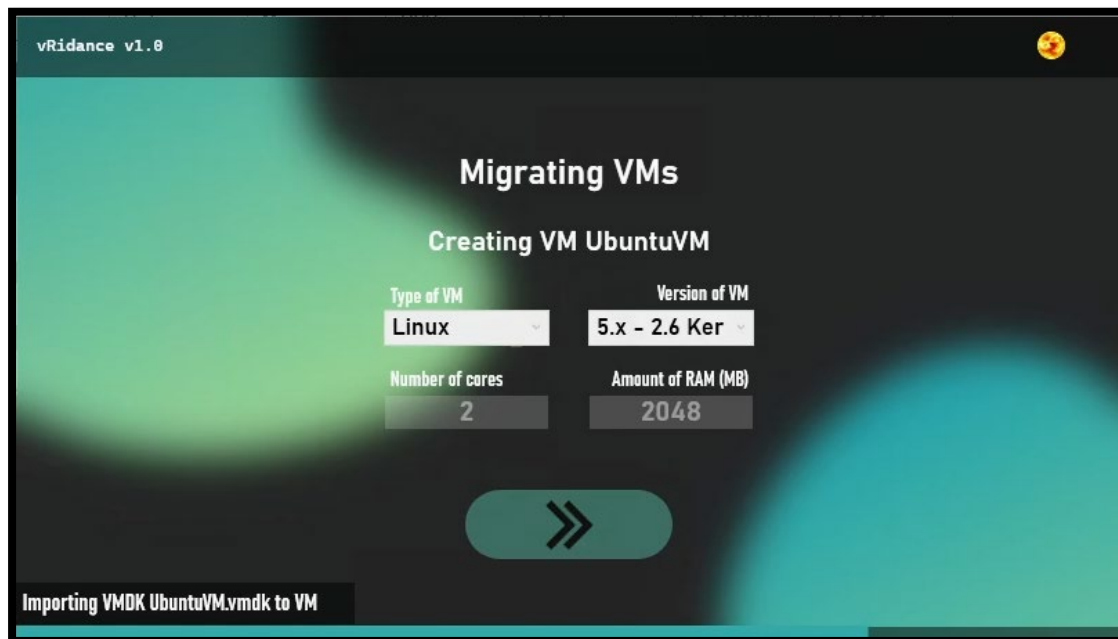 vRidance v1.0
Migrating VMs
Creating VM UbuntuVM
Type of VM
Version of VM
Linux
5.x - 2.6 Ker
Number of cores
Amount of RAM (MB)
2
2048
Importing VMDK UbuntuVM.vmdk to VM